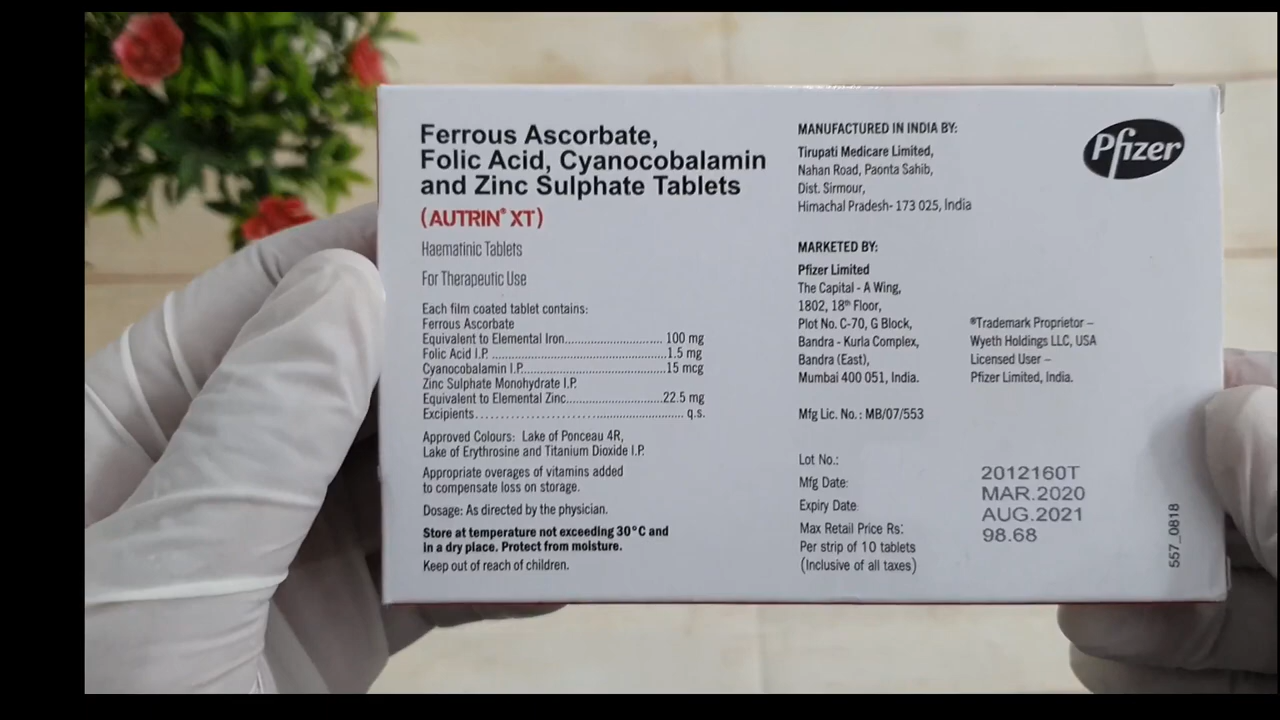 Ferrous Ascorbate,
Folic Acid, Cyanocobalamin
and Zinc Sulphate Tablets
(AUTRIN® XT)
Haematinic Tablets
For Therapeutic Use
Each film coated tablet contains:
Ferrous Ascorbate
Equivalent to Elemental Iron............................ 100 mg
Folic Acid I.P. ....................................................1.5 mg
Cyanocobalamin I.P...........................................15 mcg
Zinc Sulphate Monohydrate I.P.
Equivalent to Elemental Zinc............................22.5 mg
Excipients................................................... q.s.
Approved Colours: Lake of Ponceau 4R,
Lake of Erythrosine and Titanium Dioxide I.P.
Appropriate overages of vitamins added
to compensate loss on storage.
Dosage: As directed by the physician.
Store at temperature not exceeding 30°C and
in a dry place. Protect from moisture.
Keep out of reach of children.
MANUFACTURED IN INDIA BY:
Tirupati Medicare Limited,
Nahan Road, Paonta Sahib,
Dist. Sirmour,
Himachal Pradesh- 173 025, India
MARKETED BY:
Pfizer Limited
The Capital - A Wing,
1802, 18th Floor,
Plot No. C-70, G Block,
Bandra - Kurla Complex,
Bandra (East),
Mumbai 400 051, India.
Mfg Lic. No.: MB/07/553
Pfizer
®Trademark Proprietor –
Wyeth Holdings LLC, USA
Licensed User –
Pfizer Limited, India.
Lot No.: 2012160T
Mfg Date: MAR.2020
Expiry Date AUG.2021
Max Retail Price Rs: 98.68
Per strip of 10 tablets
(Inclusive of all taxes)
557_0818